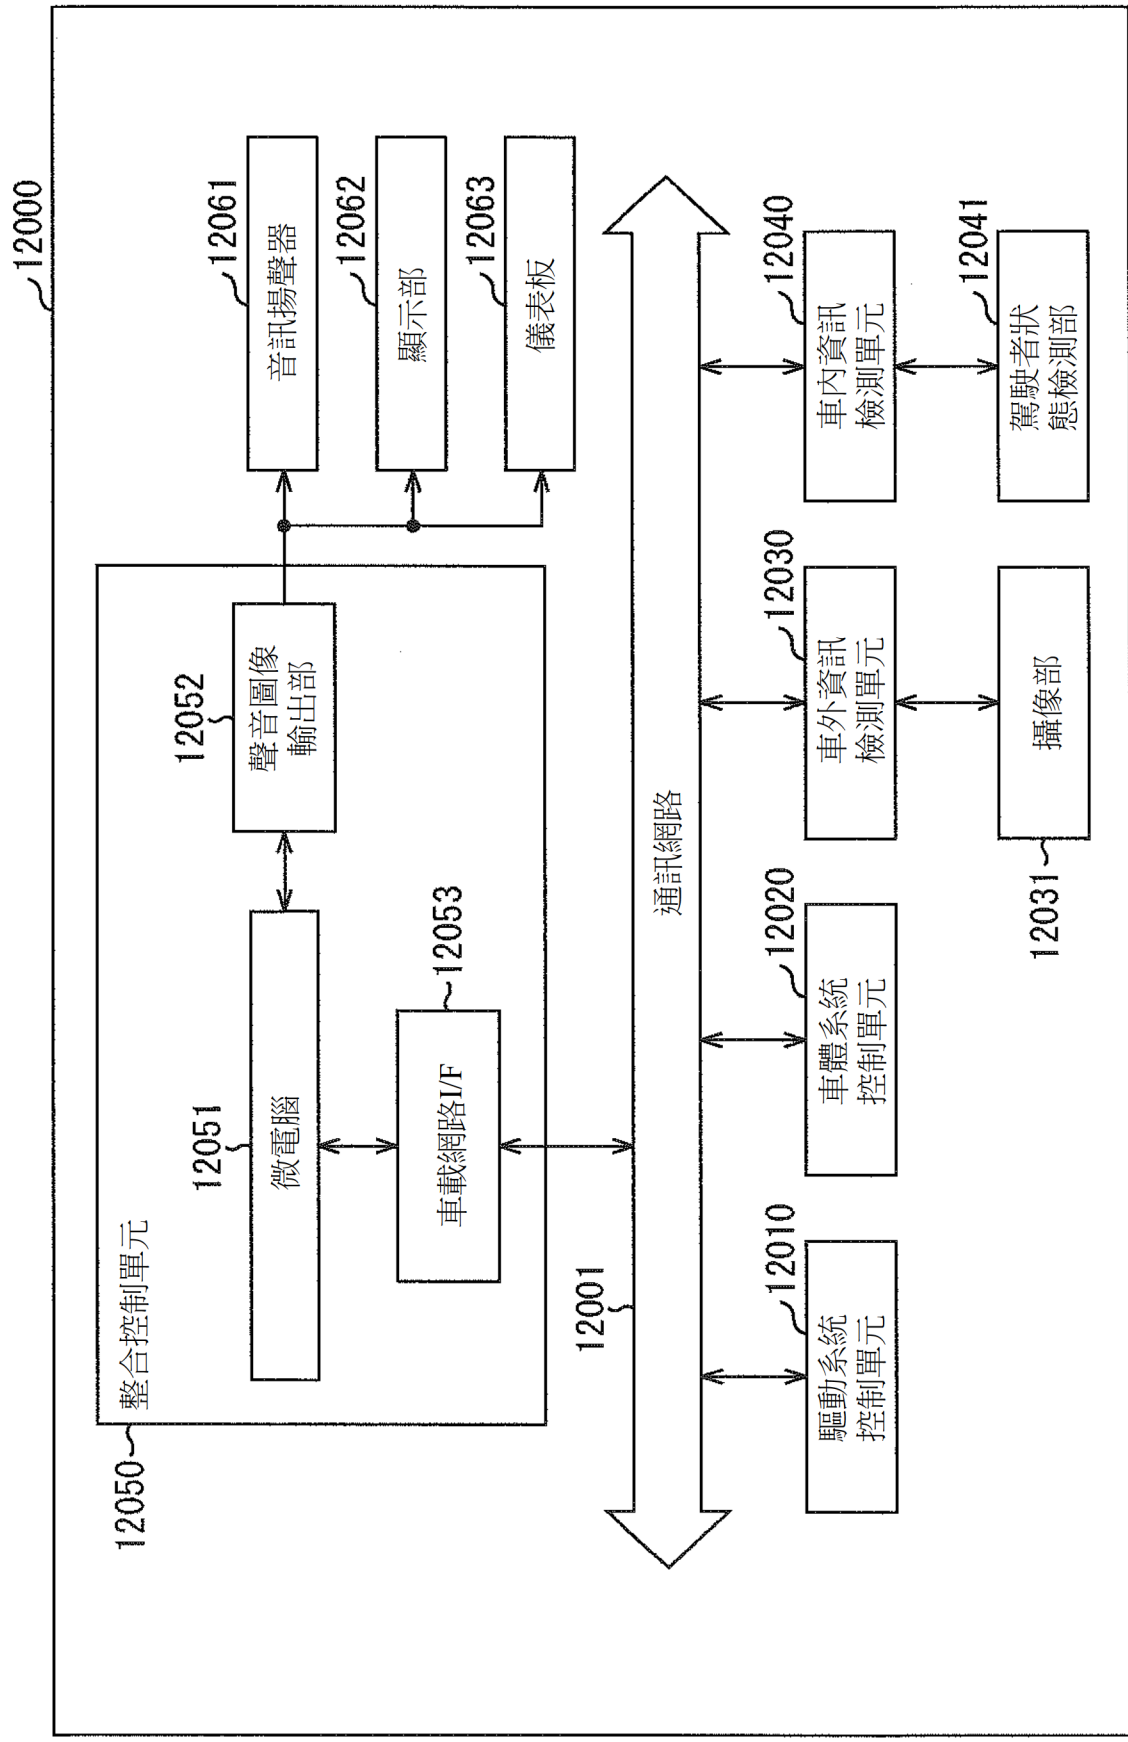 12000
12050
整合控制單元
12051
微電腦
12052
聲音圖像
輸出部
12053
車載網路I/F
12061
音訊揚聲器
12062
顯示部
12063
儀表板
12001
通訊網路
12010
驅動系統
控制單元
12020
車體系統
控制單元
12030
車外資訊
檢測單元
12040
車內資訊
檢測單元
12031
攝像部
12041
駕駛者狀
態檢測部